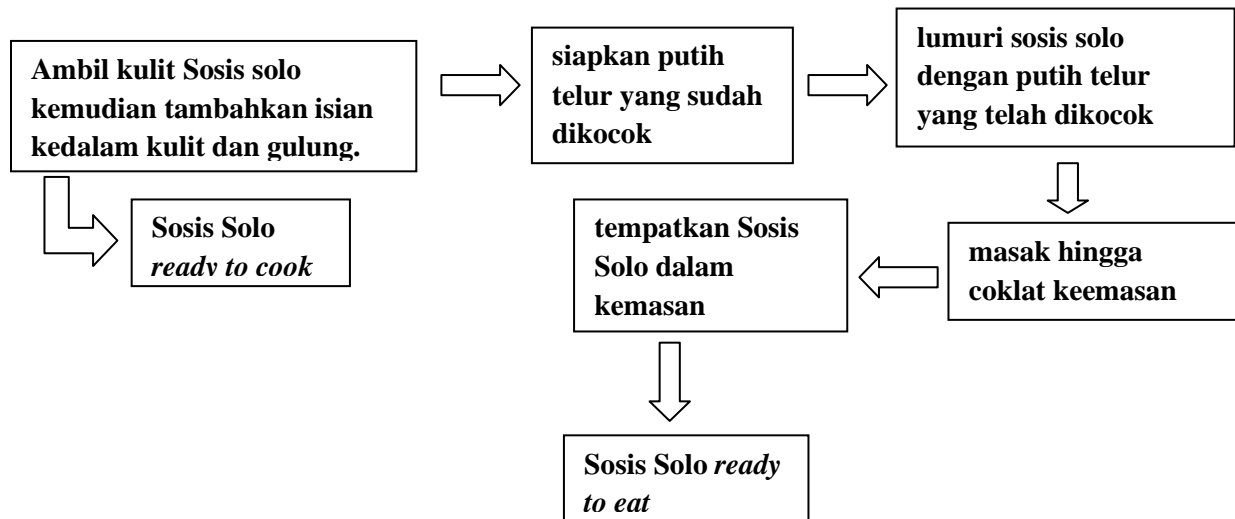 Ambil kulit Sosis solo
kemudian tambahkan isian
kedalam kulit dan gulung.
Sosis Solo
ready to cook
siapkan putih
telur yang sudah
dikocok
lumuri sosis solo
dengan putih telur
yang telah dikocok
masak hingga
coklat keemasan
tempatkan Sosis
Solo dalam
kemasan
Sosis Solo ready
to eat